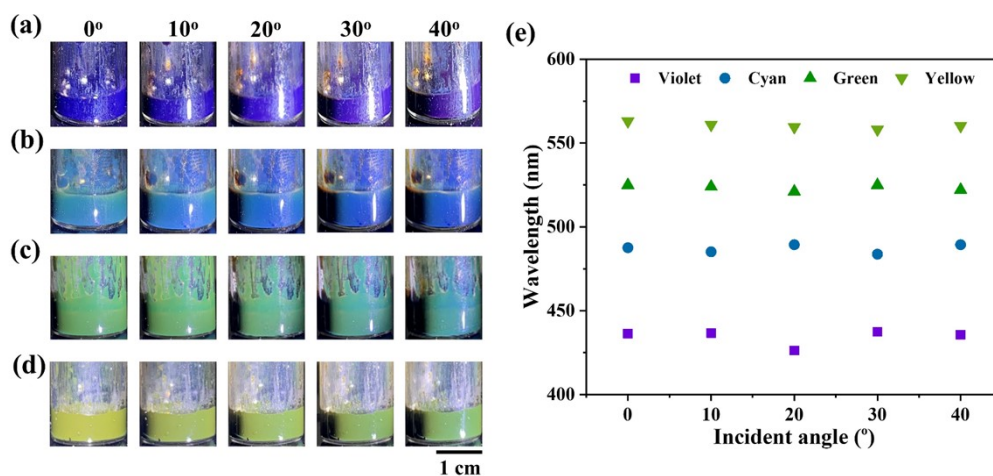 (a)
0° 10° 20° 30° 40°
(b)
(c)
(d)
1 cm
(e)
Violet Cyan Green Yellow
600
550
500
450
400
Wavelength (nm)
0 10 20 30 40
Incident angle (°)